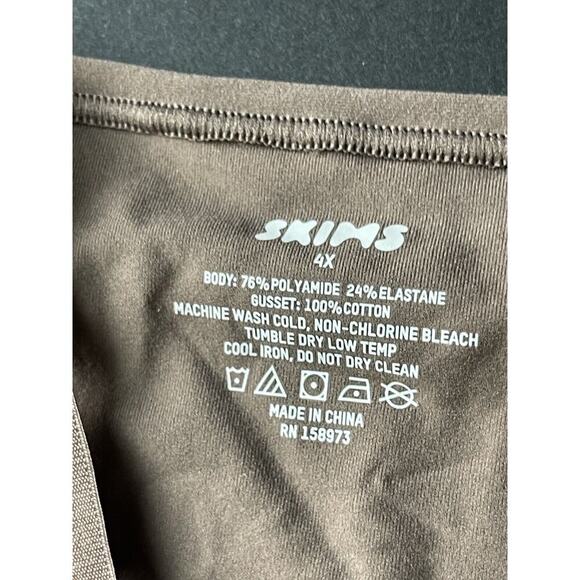 SKIMS
4X
BODY: 76% POLYAMIDE 24% ELASTANE
GUSSET: 100% COTTON
MACHINE WASH COLD, NON-CHLORINE BLEACH
TUMBLE DRY LOW TEMP
COOL IRON, DO NOT DRY CLEAN
MADE IN CHINA
RN 158973